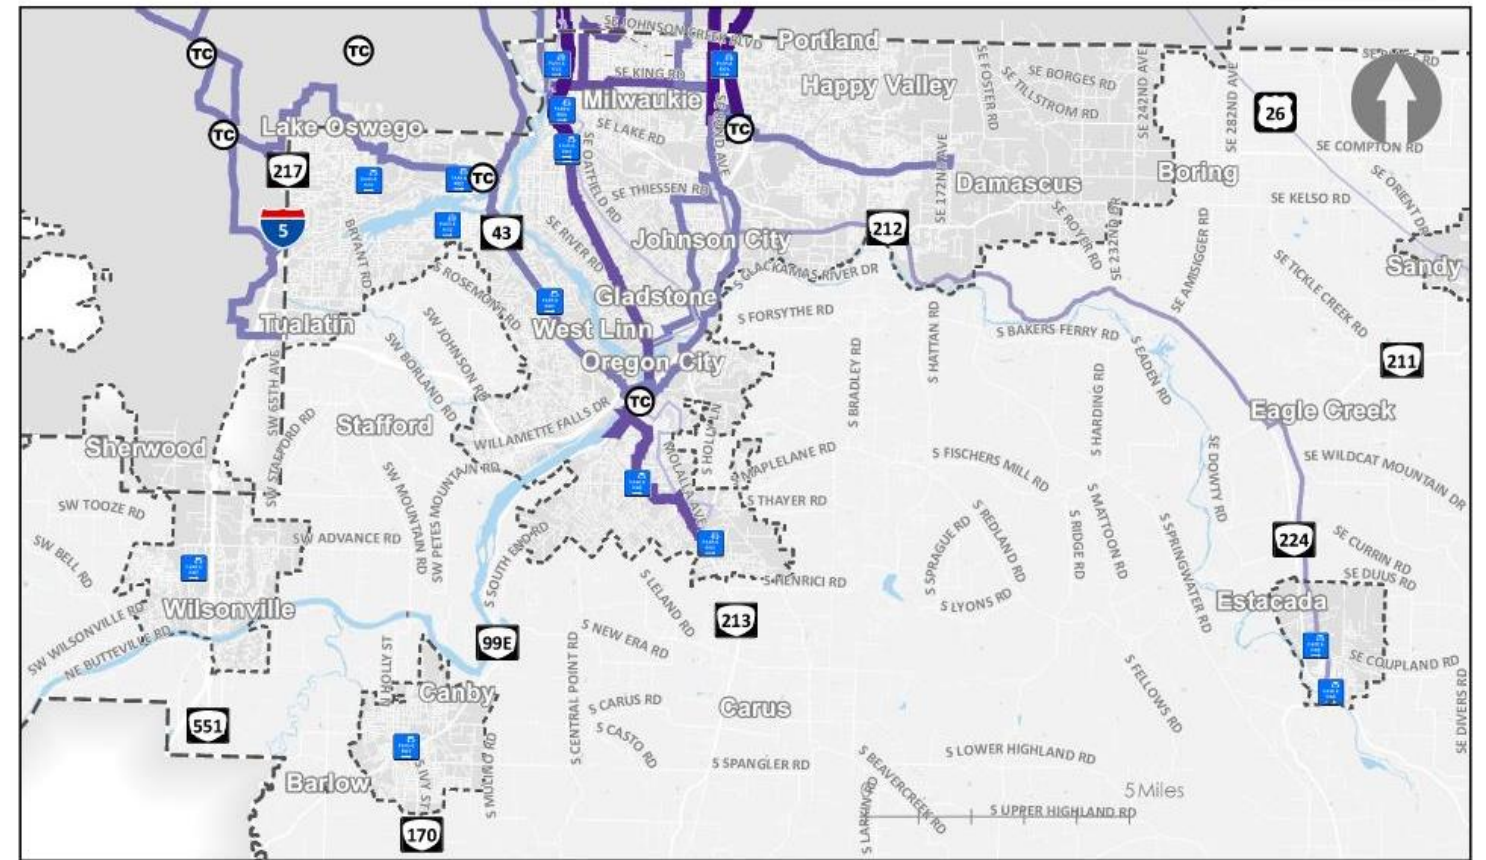 SE JOHNSON CREEK BLVD
Portland
TC
TC
SE KING RD
Milwaukie
Happy Valley
SE FOSTER RD
SE BORGES RD
SE TILLSTROM RD
SE 242ND AVE
SE 282ND AVE
26
Lake Oswego
TC
TC
SE LAKE RD
SE COMPTON RD
217
TC
SE OATFIELD RD
SE THIESSEN RD
SE 172ND AVE
Damascus
Boring
SE KELSO RD
SE ORIENT DR
5
BRYANT RD
43
SE RIVER RD
Johnson City
212
SE ROYER RD
SE 232ND DR
SE AMISIGGER RD
SE TICKLE CREEK RD
Sandy
S ROSEMONT RD
S CLACKAMAS RIVER DR
Gladstone
Tualatin
West Linn
S FORSYTHE RD
S HATTAN RD
S BAKERS FERRY RD
SW JOHNSON RD
SW BORLAND RD
Oregon City
S BRADLEY RD
S EADEN RD
211
SW 65TH AVE
TC
S HARDING RD
Eagle Creek
Stafford
SW STAFFORD RD
WILLAMETTE FALLS DR
S HOLLY LN
Sherwood
MOLALLA AVE
S MAPLELANE RD
S FISCHERS MILL RD
SE DOWTY RD
SE WILDCAT MOUNTAIN DR
SW TOOZE RD
SW MOUNTAIN RD
SW PETES MOUNTAIN RD
S THAYER RD
S REDLAND RD
S MATTOON RD
SW ADVANCE RD
S SOUTH END RD
S SPRAGUE RD
S RIDGE RD
S SPRINGWATER RD
224
SE CURRIN RD
SW BELL RD
SE DUUS RD
S HENRICI RD
S LELAND RD
S LYONS RD
Wilsonville
Estacada
SW WILSONVILLE RD
NE BUTTEVILLE RD
213
99E
S NEW ERA RD
N HOLLY ST
S CENTRAL POINT RD
SE COUPLAND RD
S FELLOWS RD
Canby
S CARUS RD
Carus
SE DIVERS RD
551
S CASTO RD
S MULINO RD
S SPANGLER RD
S LOWER HIGHLAND RD
Barlow
S IVY ST
S BEAVERCREEK RD
5 Miles
S LARKIN RD
S UPPER HIGHLAND RD
170